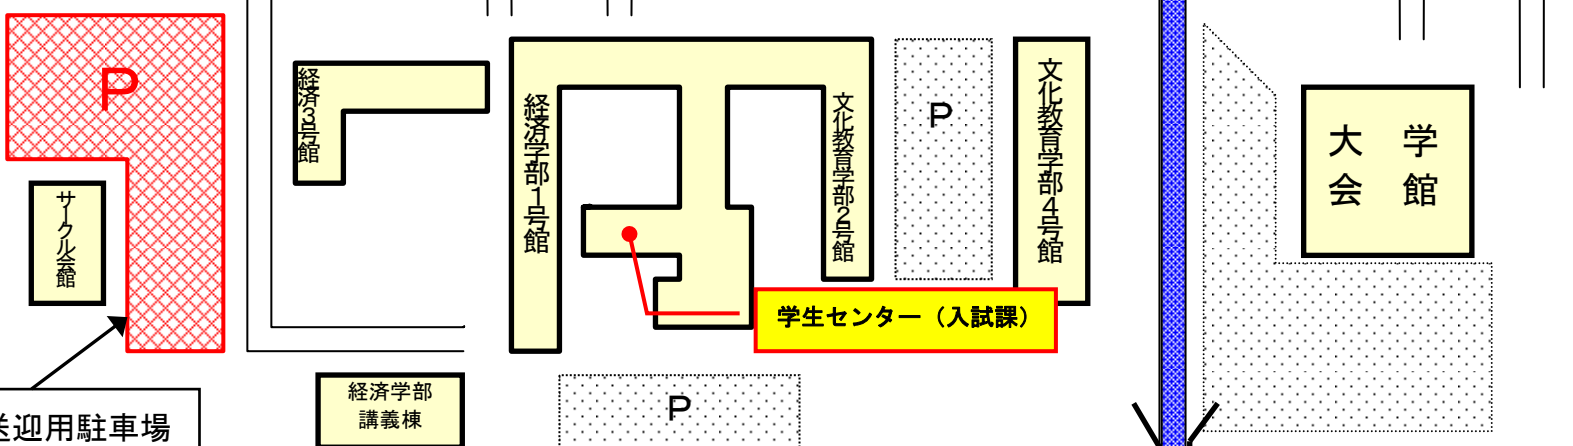 P
経済3号館
経済学部1号館
文化教育学部2号館
P
文化教育学部4号館
大学
会館
サークル会館
学生センター（入試課）
経済学部
講義棟
P
送迎用駐車場